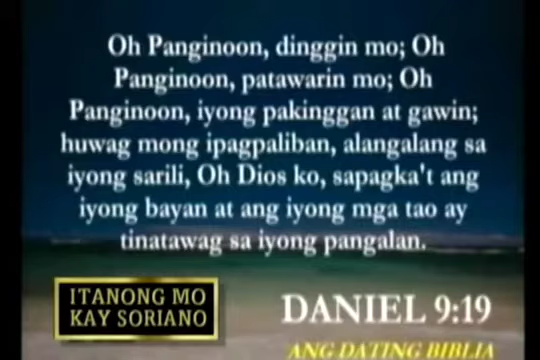 Oh Panginoon, dinggin mo; Oh
Panginoon, patawarin mo; Oh
Panginoon, iyong pakinggan at gawin;
huwag mong ipagpaliban, alangalang sa
iyong sarili, Oh Dios ko, sapagka't ang
iyong bayan at ang iyong mga tao ay
tinatawag sa iyong pangalan.
ITANONG MO
KAY SORIANO
DANIEL 9:19
ANG DATING BIBLIA